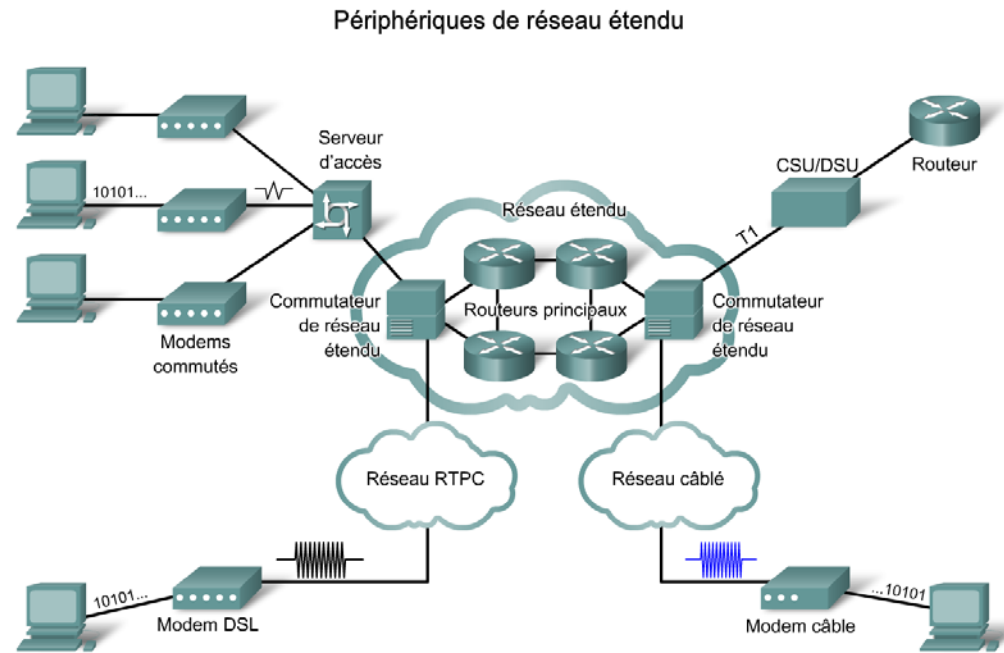 Périphériques de réseau étendu
Serveur
d'accès
CSU/DSU
Routeur
10101...
Réseau étendu
T1
Commutateur
de réseau
étendu
Routeurs principaux
Commutateur
de réseau
étendu
Modems
commutés
Réseau RTPC
Réseau câblé
10101...
Modem DSL
...10101
Modem câble